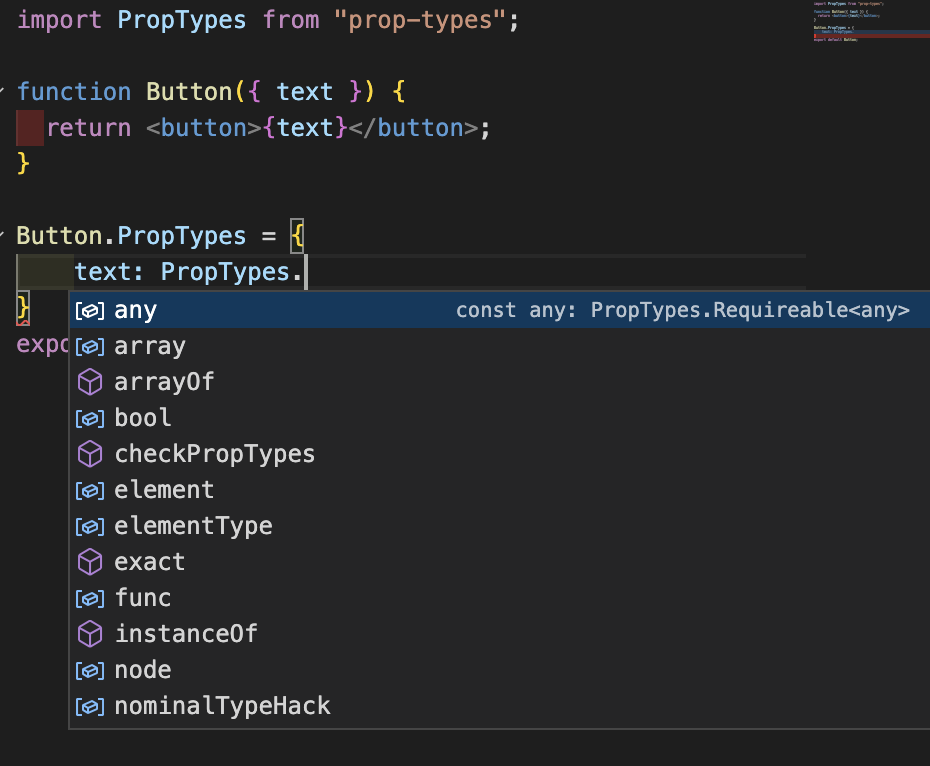 import PropTypes from "prop-types";
function Button({ text }) {
return <button>{text}</button>;
}
Button.PropTypes = {
text: PropTypes.
}
expo
any const any: PropTypes.Requireable<any>
array
arrayOf
bool
checkPropTypes
element
elementType
exact
func
instanceOf
node
nominalTypeHack
import PropTypes from "prop-types";
function Button({ text }) {
return <button>{text}</button>;
}
Button.PropTypes = {
text: PropTypes.
export default Button;